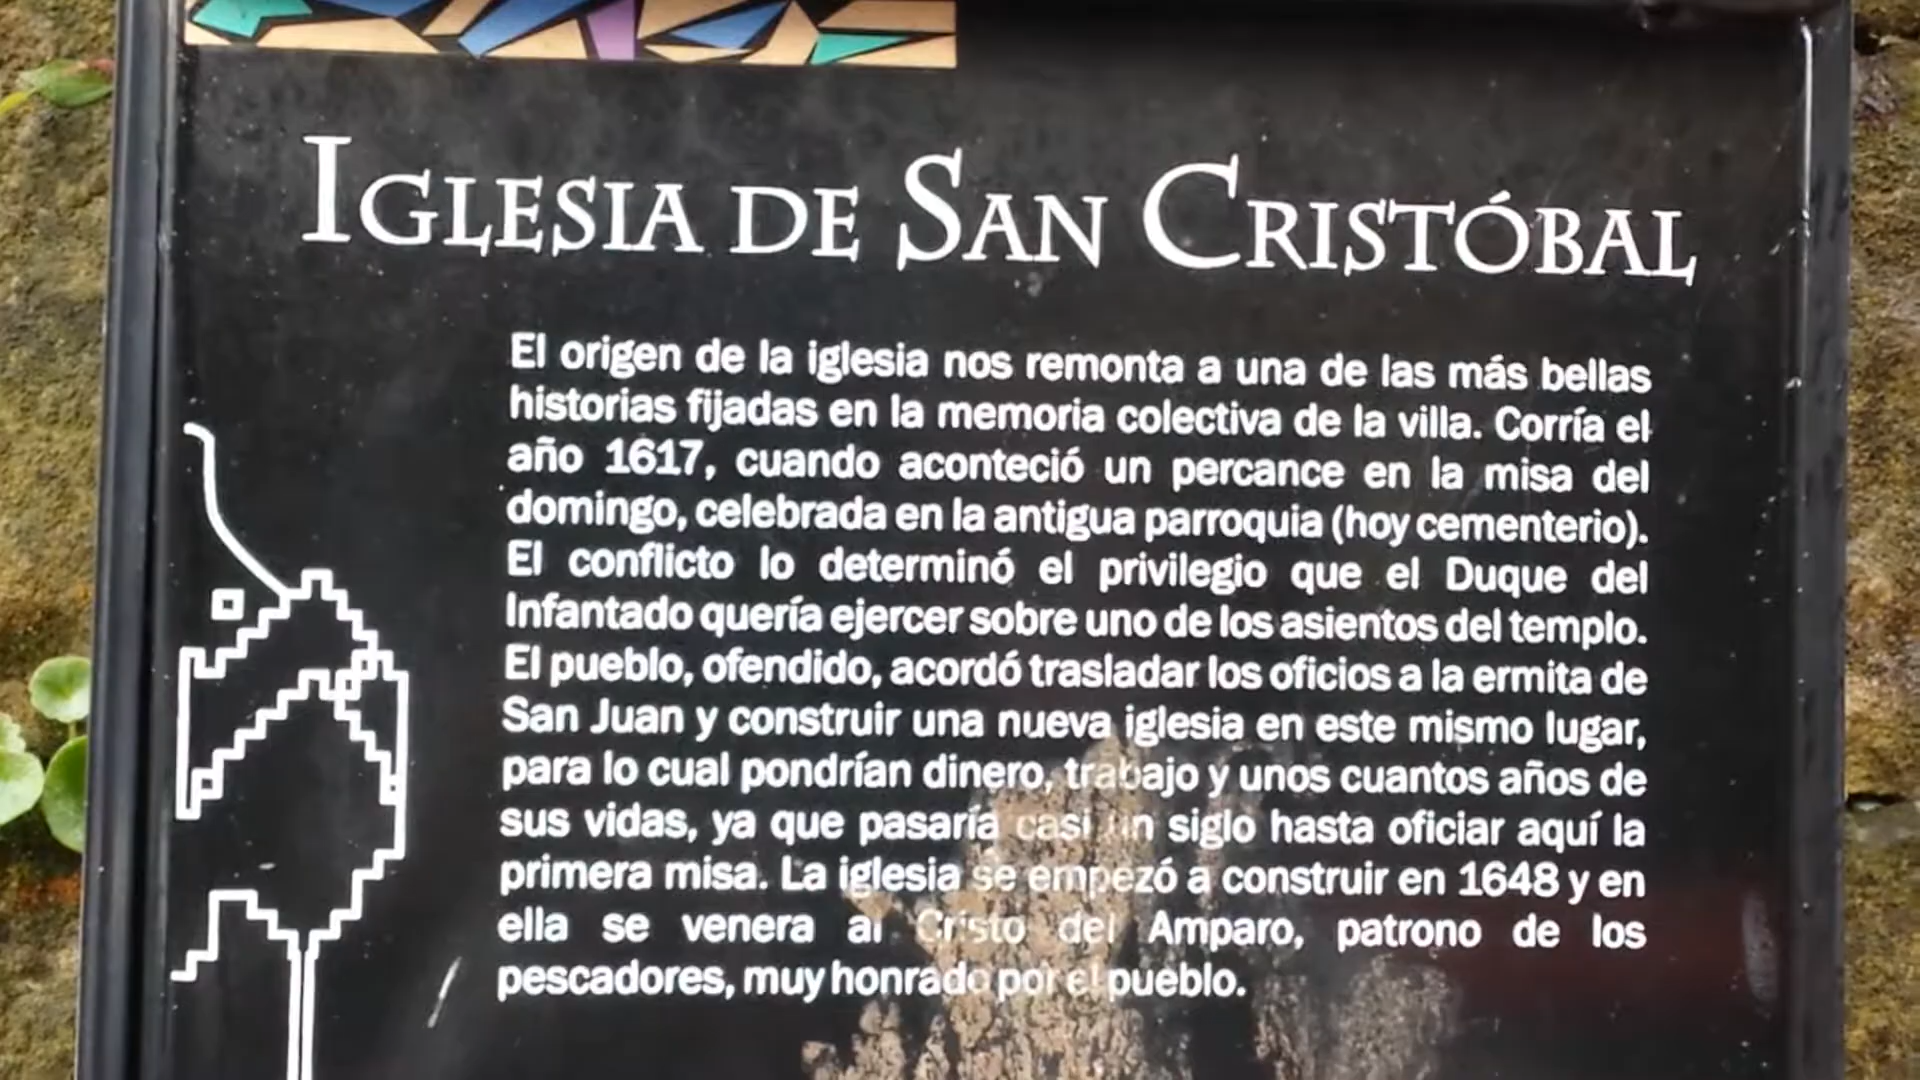 IGLESIA DE SAN CRISTÓBAL
El origen de la iglesia nos remonta a una de las más bellas
historias fijadas en la memoria colectiva de la villa. Corría el
año 1617, cuando aconteció un percance en la misa del
domingo, celebrada en la antigua parroquia (hoy cementerio).
El conflicto lo determinó el privilegio que el Duque del
Infantado quería ejercer sobre uno de los asientos del templo.
El pueblo, ofendido, acordó trasladar los oficios a la ermita de
San Juan y construir una nueva iglesia en este mismo lugar,
para lo cual pondrían dinero, trabajo y unos cuantos años de
sus vidas, ya que pasaría casi un siglo hasta oficiar aquí la
primera misa. La iglesia se empezó a construir en 1648 y en
ella se venera al Cristo del Amparo, patrono de los
pescadores, muy honrado por el pueblo.